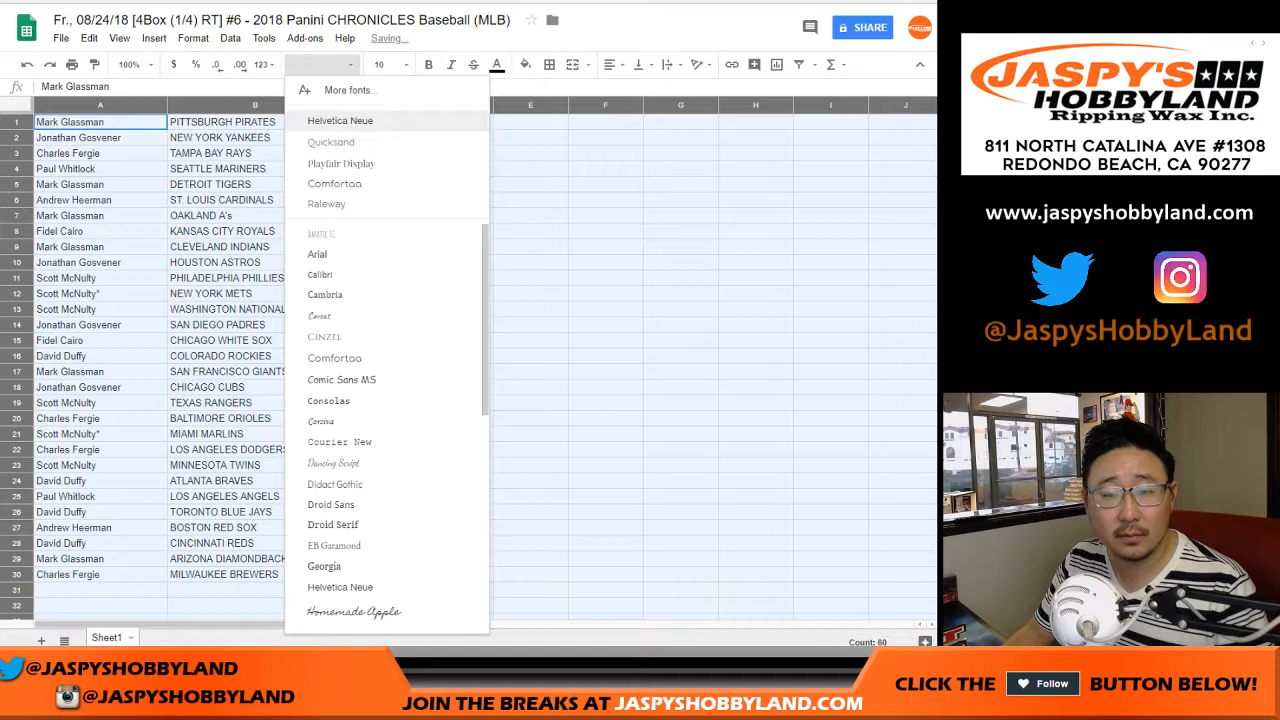 Fr., 08/24/18 [4Box (1/4) RT] #6 - 2018 Panini CHRONICLES Baseball (MLB)
File Edit View Insert Format Data Tools Add-ons Help Saving...
SHARE
100% $ % .0 .00 123 10 B I S A
fx Mark Glassman
More fonts...
Helvetica Neue
Quicksand
Playfair Display
Comfortaa
Raleway
AMATIC SC
Arial
Calibri
Cambria
Caveat
CINZEL
Comfortaa
Comic Sans MS
Consolas
Corsiva
Courier New
Dancing Script
Didact Gothic
Droid Sans
Droid Serif
EB Garamond
Georgia
Helvetica Neue
Homemade Apple
A B E F G H I J
1 Mark Glassman PITTSBURGH PIRATES
2 Jonathan Gosvener NEW YORK YANKEES
3 Charles Fergie TAMPA BAY RAYS
4 Paul Whitlock SEATTLE MARINERS
5 Mark Glassman DETROIT TIGERS
6 Andrew Heerman ST. LOUIS CARDINALS
7 Mark Glassman OAKLAND A's
8 Fidel Cairo KANSAS CITY ROYALS
9 Mark Glassman CLEVELAND INDIANS
10 Jonathan Gosvener HOUSTON ASTROS
11 Scott McNulty PHILADELPHIA PHILLIES
12 Scott McNulty* NEW YORK METS
13 Scott McNulty WASHINGTON NATIONAL
14 Jonathan Gosvener SAN DIEGO PADRES
15 Fidel Cairo CHICAGO WHITE SOX
16 David Duffy COLORADO ROCKIES
17 Mark Glassman SAN FRANCISCO GIANTS
18 Jonathan Gosvener CHICAGO CUBS
19 Scott McNulty TEXAS RANGERS
20 Charles Fergie BALTIMORE ORIOLES
21 Scott McNulty* MIAMI MARLINS
22 Charles Fergie LOS ANGELES DODGERS
23 Scott McNulty MINNESOTA TWINS
24 David Duffy ATLANTA BRAVES
25 Paul Whitlock LOS ANGELES ANGELS
26 David Duffy TORONTO BLUE JAYS
27 Andrew Heerman BOSTON RED SOX
28 David Duffy CINCINNATI REDS
29 Mark Glassman ARIZONA DIAMONDBACK
30 Charles Fergie MILWAUKEE BREWERS
31
32
Sheet1
Count: 60
JASPY'S
HOBBYLAND
Ripping Wax Inc.
811 NORTH CATALINA AVE #1308
REDONDO BEACH, CA 90277
www.jaspyshobbyland.com
@JaspysHobbyLand
@JASPYSHOBBYLAND
@JASPYSHOBBYLAND
JOIN THE BREAKS AT JASPYSHOBBYLAND.COM
CLICK THE Follow BUTTON BELOW!